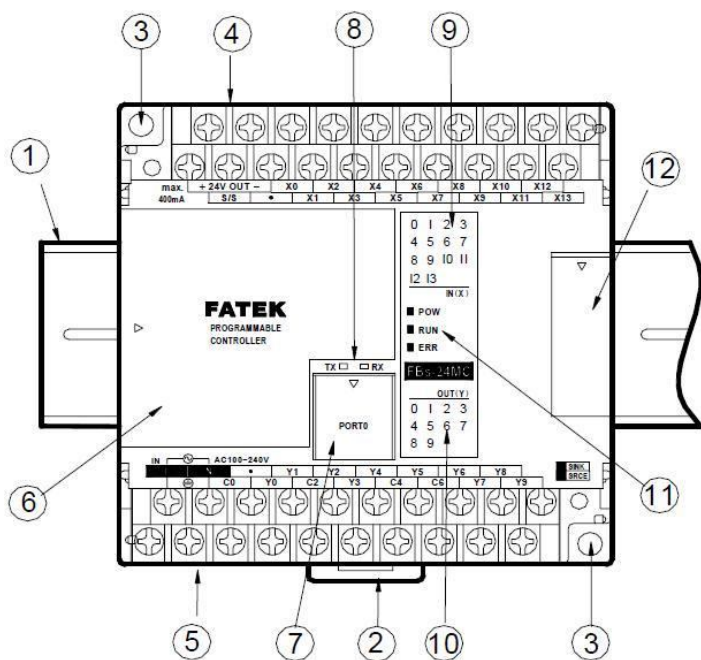 3
4
8
9
1
12
max.
400mA
+ 24V OUT − X0 X2 X4 X6 X8 X10 X12
S/S • X1 X3 X5 X7 X9 X11 X13
0 1 2 3
4 5 6 7
8 9 10 11
12 13
IN(X)
POW
RUN
ERR
FBs-24MC
FATEK
PROGRAMMABLE
CONTROLLER
TX RX
PORT0
OUT(Y)
0 1 2 3
4 5 6 7
8 9
IN AC100-240V
• Y1 Y2 Y4 Y5 Y6 Y8
C0 Y0 C2 Y3 C4 C6 Y7 Y9
SINK
SRCE
6
11
5
7
2
10
3